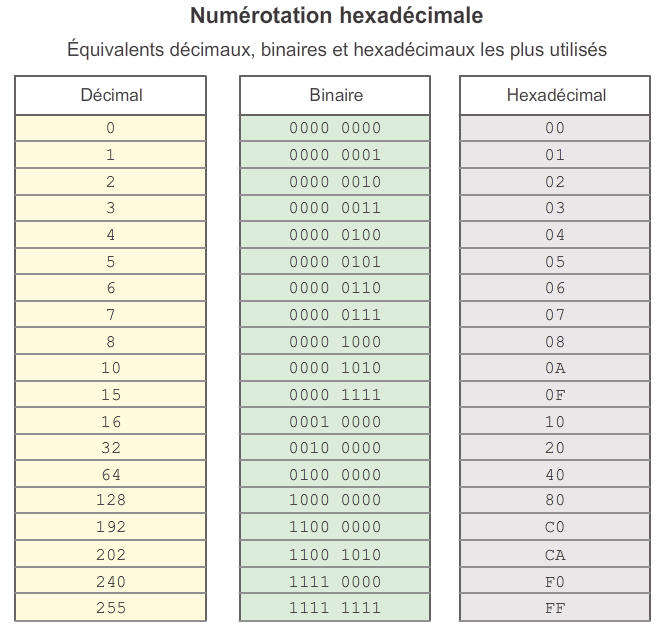 Numérotation hexadécimale
Équivalents décimaux, binaires et hexadécimaux les plus utilisés
Décimal Binaire Hexadécimal
0 0000 0000 00
1 0000 0001 01
2 0000 0010 02
3 0000 0011 03
4 0000 0100 04
5 0000 0101 05
6 0000 0110 06
7 0000 0111 07
8 0000 1000 08
10 0000 1010 0A
15 0000 1111 0F
16 0001 0000 10
32 0010 0000 20
64 0100 0000 40
128 1000 0000 80
192 1100 0000 C0
202 1100 1010 CA
240 1111 0000 F0
255 1111 1111 FF